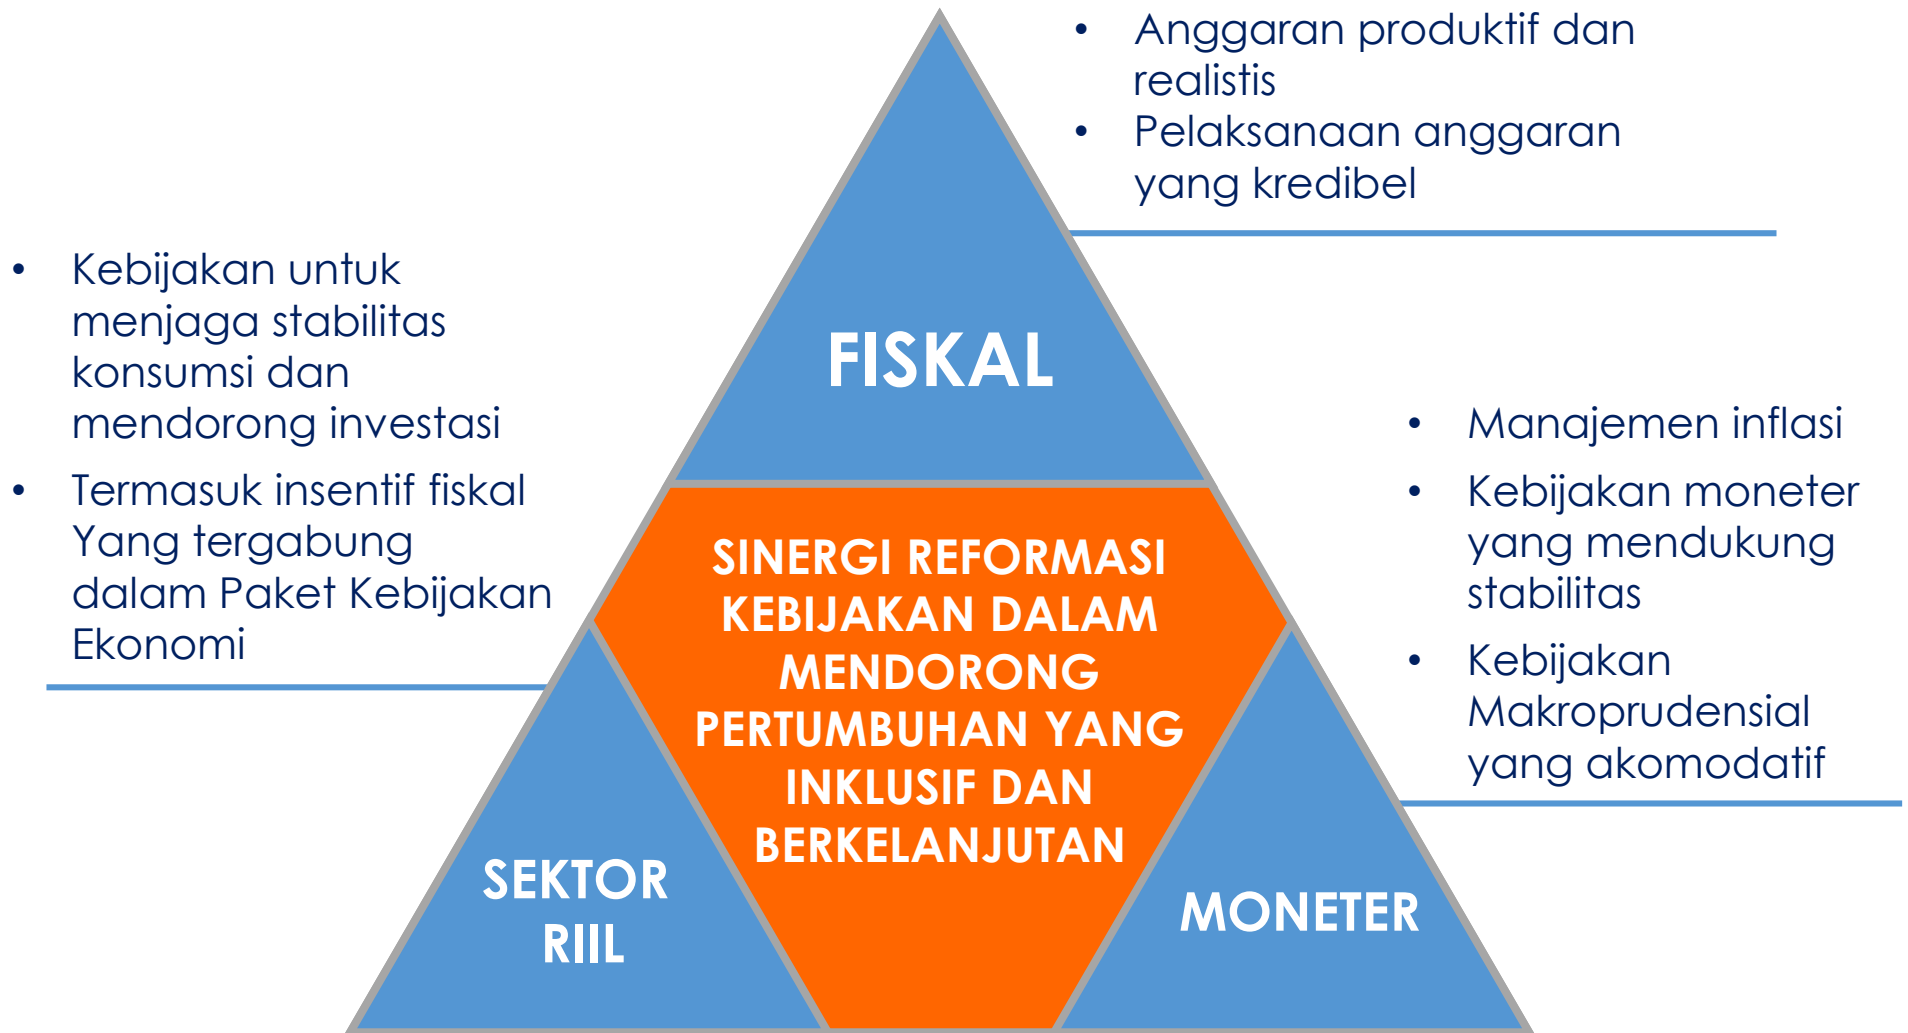 • Anggaran produktif dan
realistis
• Pelaksanaan anggaran
yang kredibel
• Kebijakan untuk
menjaga stabilitas
konsumsi dan
mendorong investasi
• Termasuk insentif fiskal
Yang tergabung
dalam Paket Kebijakan
Ekonomi
FISKAL
• Manajemen inflasi
• Kebijakan moneter
yang mendukung
stabilitas
• Kebijakan
Makroprudensial
yang akomodatif
SINERGI REFORMASI
KEBIJAKAN DALAM
MENDORONG
PERTUMBUHAN YANG
INKLUSIF DAN
BERKELANJUTAN
SEKTOR
RIIL
MONETER